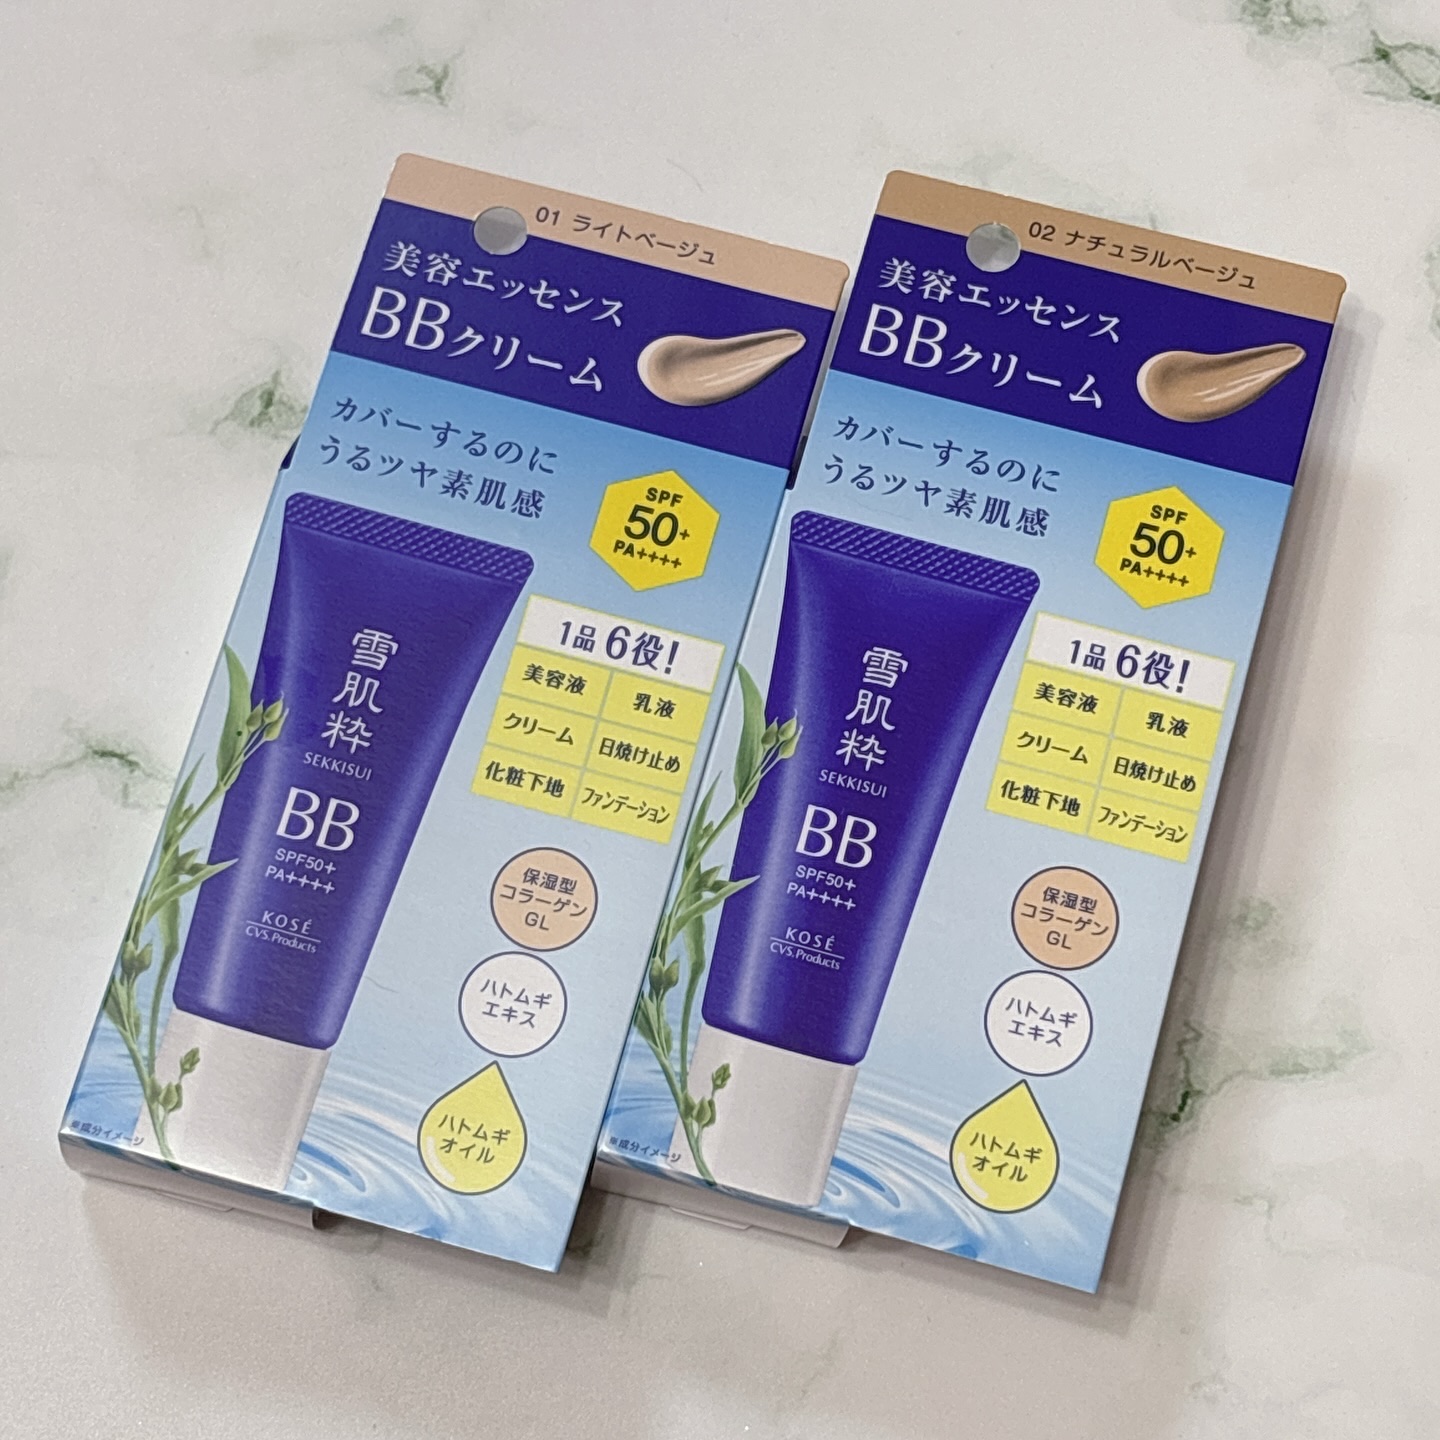 01 ライトベージュ
美容エッセンス
BBクリーム
カバーするのに
うるツヤ素肌感
SPF
50+
PA++++
1品 6役!
美容液 乳液
クリーム 日焼け止め
化粧下地 ファンデーション
雪肌粋
SEKKISUI
BB
SPF50+
PA++++
KOSÉ
CVS.Products
保湿型
コラーゲン
GL
ハトムギ
エキス
ハトムギ
オイル
※成分イメージ
02 ナチュラルベージュ
美容エッセンス
BBクリーム
カバーするのに
うるツヤ素肌感
SPF
50+
PA++++
1品 6役!
美容液 乳液
クリーム 日焼け止め
化粧下地 ファンデーション
雪肌粋
SEKKISUI
BB
SPF50+
PA++++
KOSÉ
CVS.Products
保湿型
コラーゲン
GL
ハトムギ
エキス
ハトムギ
オイル
※成分イメージ